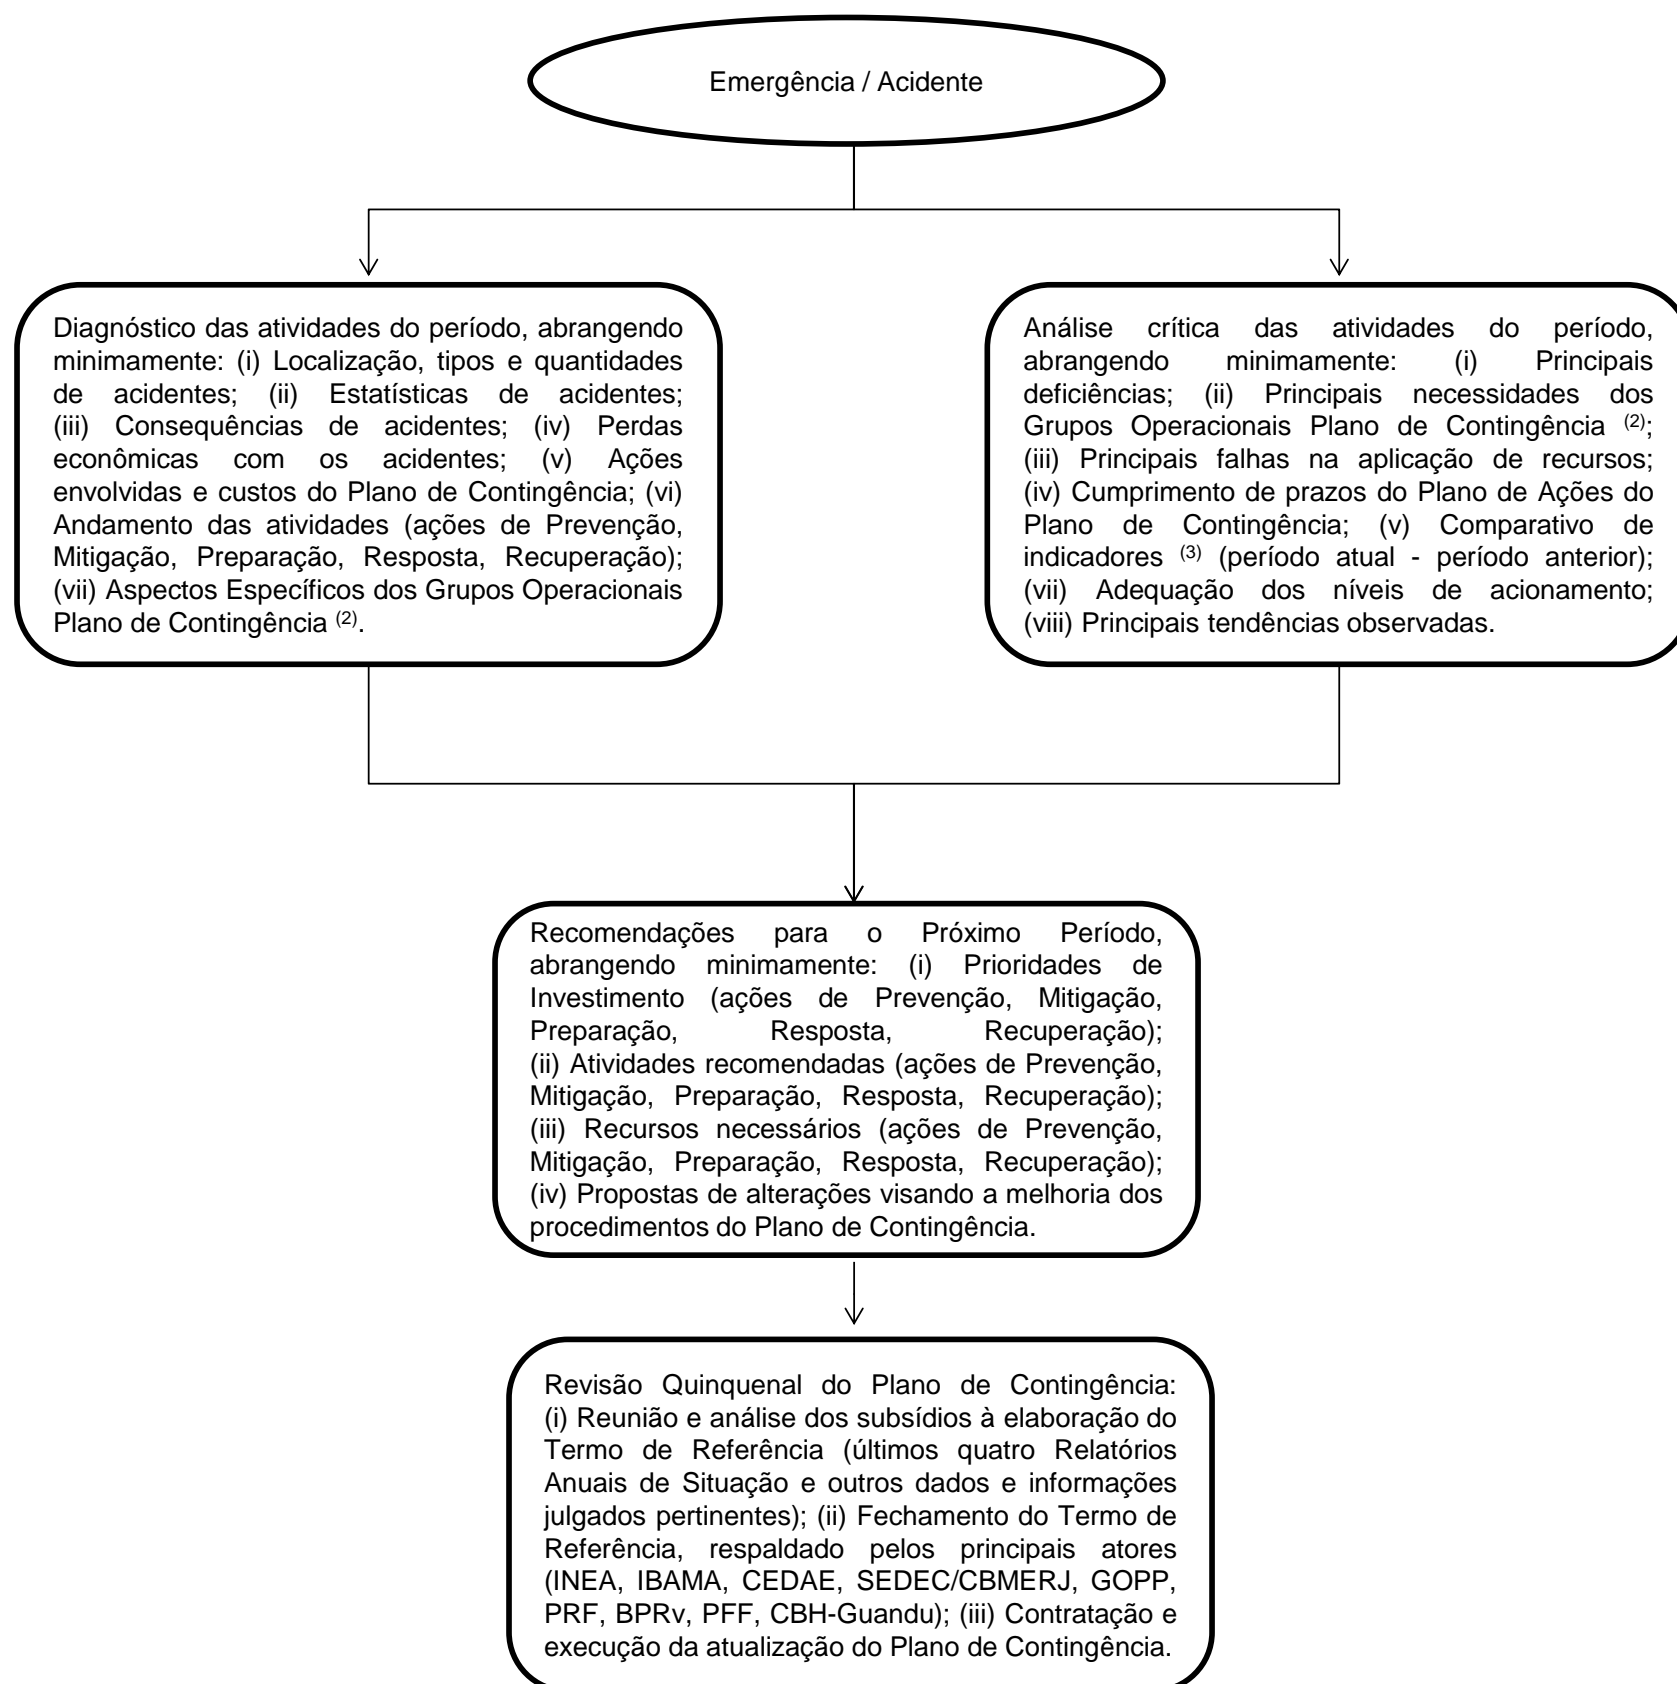 Emergência / Acidente
Diagnóstico das atividades do período, abrangendo
minimamente: (i) Localização, tipos e quantidades
de acidentes; (ii) Estatísticas de acidentes;
(iii) Consequências de acidentes; (iv) Perdas
econômicas com os acidentes; (v) Ações
envolvidas e custos do Plano de Contingência; (vi)
Andamento das atividades (ações de Prevenção,
Mitigação, Preparação, Resposta, Recuperação);
(vii) Aspectos Específicos dos Grupos Operacionais
Plano de Contingência (2).
Análise crítica das atividades do período,
abrangendo minimamente: (i) Principais
deficiências; (ii) Principais necessidades dos
Grupos Operacionais Plano de Contingência (2);
(iii) Principais falhas na aplicação de recursos;
(iv) Cumprimento de prazos do Plano de Ações do
Plano de Contingência; (v) Comparativo de
indicadores (3) (período atual - período anterior);
(vii) Adequação dos níveis de acionamento;
(viii) Principais tendências observadas.
Recomendações para o Próximo Período,
abrangendo minimamente: (i) Prioridades de
Investimento (ações de Prevenção, Mitigação,
Preparação, Resposta, Recuperação);
(ii) Atividades recomendadas (ações de Prevenção,
Mitigação, Preparação, Resposta, Recuperação);
(iii) Recursos necessários (ações de Prevenção,
Mitigação, Preparação, Resposta, Recuperação);
(iv) Propostas de alterações visando a melhoria dos
procedimentos do Plano de Contingência.
Revisão Quinquenal do Plano de Contingência:
(i) Reunião e análise dos subsídios à elaboração do
Termo de Referência (últimos quatro Relatórios
Anuais de Situação e outros dados e informações
julgados pertinentes); (ii) Fechamento do Termo de
Referência, respaldado pelos principais atores
(INEA, IBAMA, CEDAE, SEDEC/CBMERJ, GOPP,
PRF, BPRv, PFF, CBH-Guandu); (iii) Contratação e
execução da atualização do Plano de Contingência.